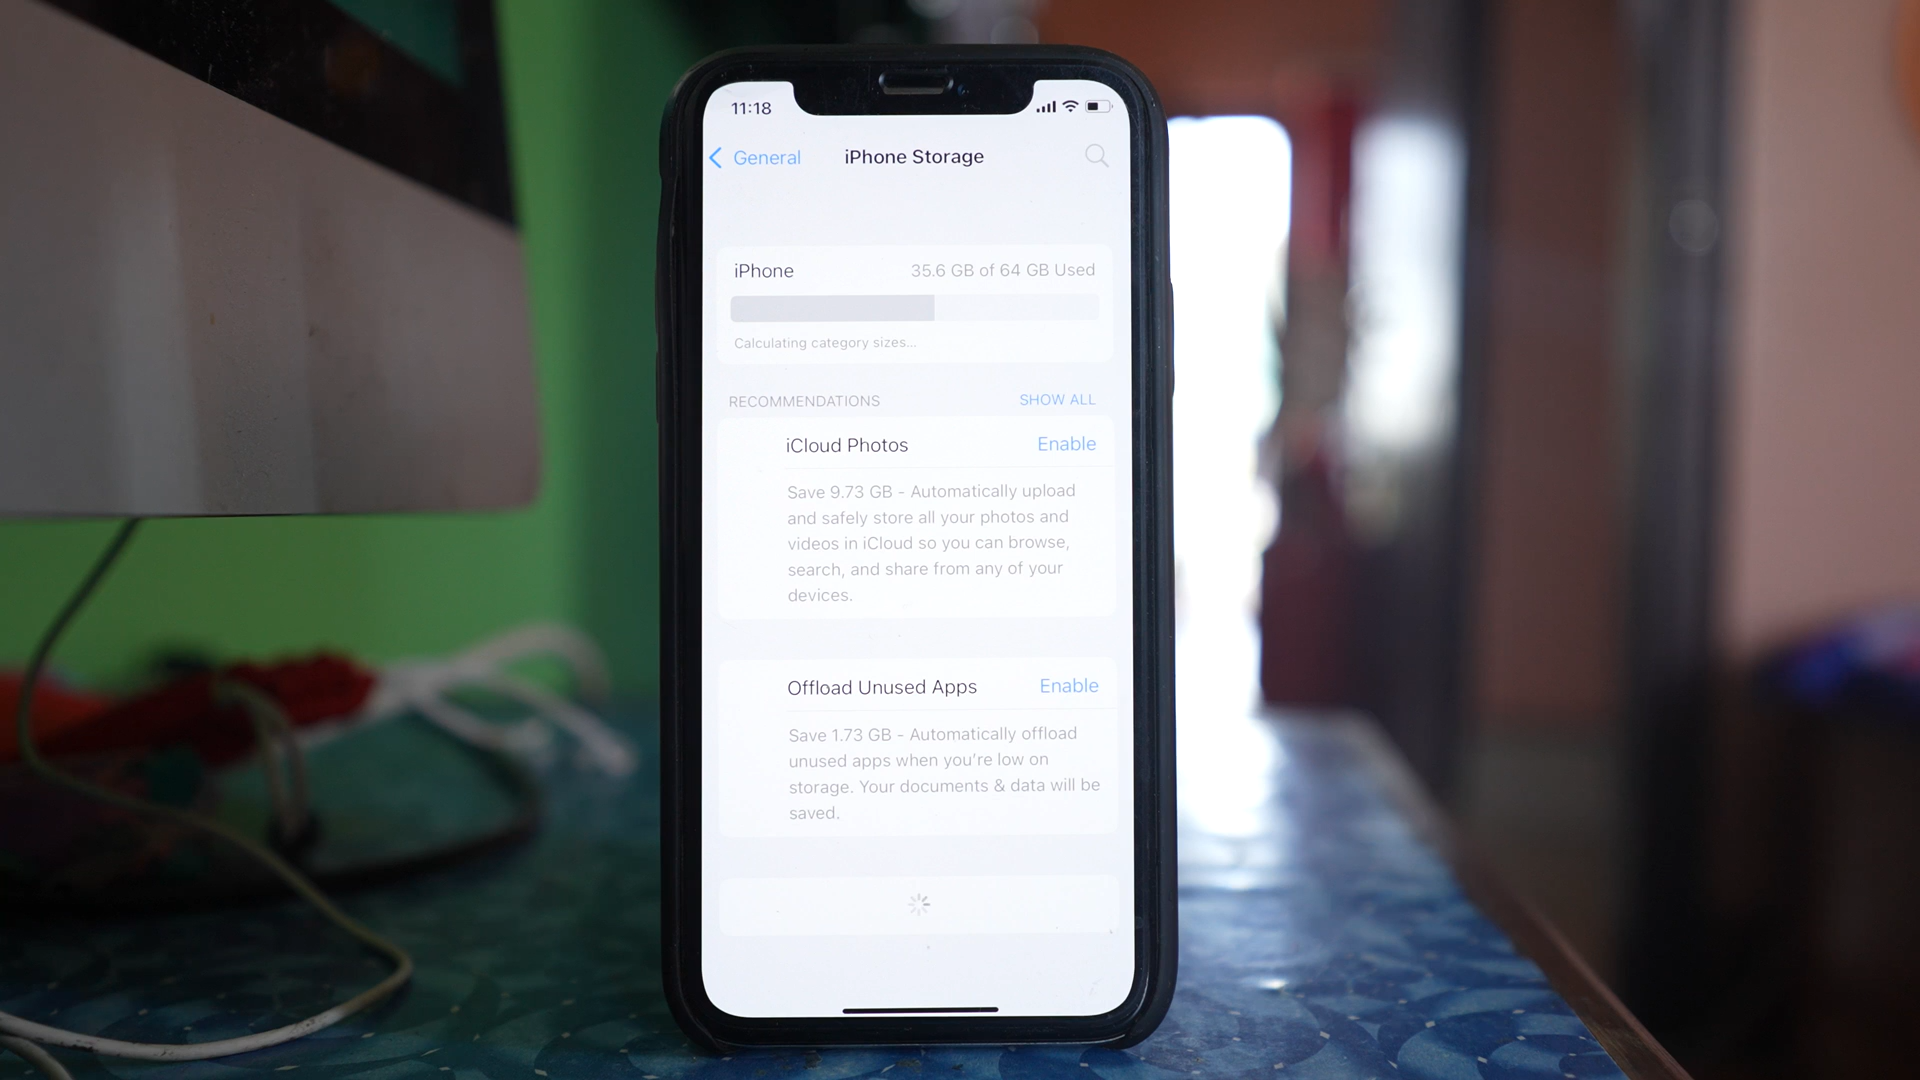 11:18
General
iPhone Storage
iPhone
35.6 GB of 64 GB Used
Calculating category sizes...
RECOMMENDATIONS
SHOW ALL
iCloud Photos
Enable
Save 9.73 GB - Automatically upload
and safely store all your photos and
videos in iCloud so you can browse,
search, and share from any of your
devices.
Offload Unused Apps
Enable
Save 1.73 GB - Automatically offload
unused apps when you’re low on
storage. Your documents & data will be
saved.